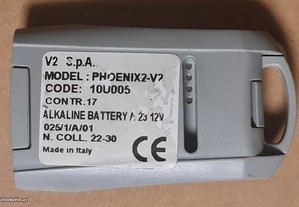 V2 S.p.A.
MODEL : PHOENIX2-V2
CODE: 10U005
CONTR.17
ALKALINE BATTERY A 23 12V
025/1/A/01
N. COLL. 22-30
Made in Italy
CE